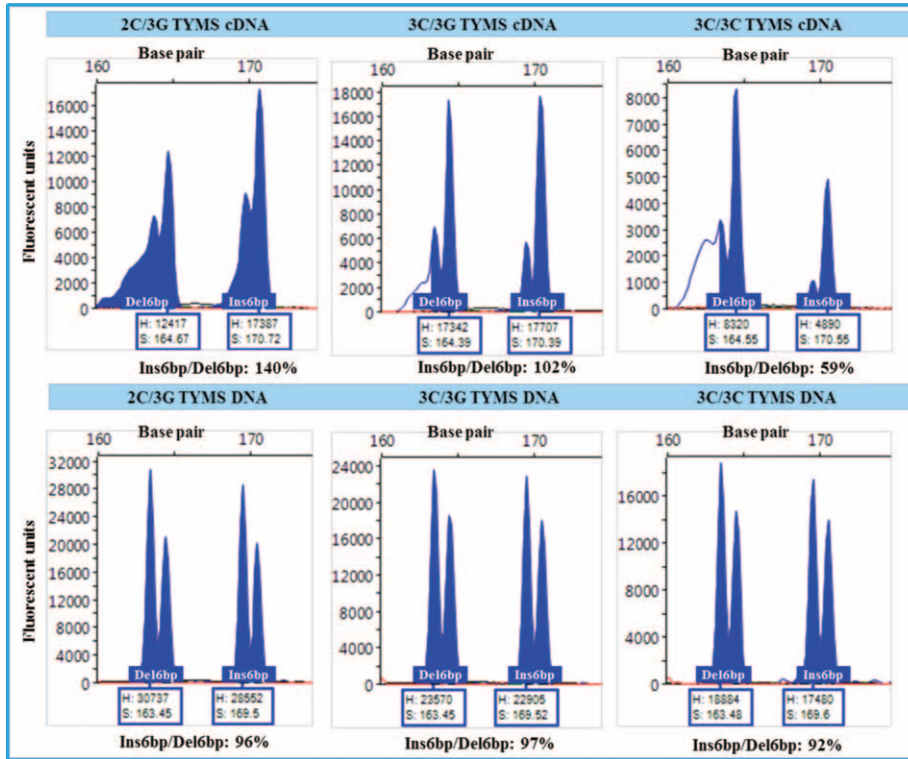 2C/3G TYMS cDNA
3C/3G TYMS cDNA
3C/3C TYMS cDNA
Base pair
Base pair
Base pair
160 170
160 170
160 170
Fluorescent units
16000
14000
12000
10000
8000
6000
4000
2000
0
18000
16000
14000
12000
10000
8000
6000
4000
2000
0
8000
7000
6000
5000
4000
3000
2000
1000
0
Del6bp Ins6bp
Del6bp Ins6bp
Del6bp Ins6bp
H: 12417 H: 17387
S: 164.67 S: 170.72
H: 17342 H: 17707
S: 164.39 S: 170.39
H: 8320 H: 4890
S: 164.55 S: 170.55
Ins6bp/Del6bp: 140%
Ins6bp/Del6bp: 102%
Ins6bp/Del6bp: 59%
2C/3G TYMS DNA
3C/3G TYMS DNA
3C/3C TYMS DNA
Base pair
Base pair
Base pair
160 170
160 170
160 170
Fluorescent units
32000
28000
24000
20000
16000
12000
8000
4000
0
24000
20000
16000
12000
8000
4000
0
16000
12000
8000
4000
0
Del6bp Ins6bp
Del6bp Ins6bp
Del6bp Ins6bp
H: 30737 H: 28552
S: 163.45 S: 169.5
H: 23570 H: 22905
S: 163.45 S: 169.52
H: 18884 H: 17480
S: 163.48 S: 169.6
Ins6bp/Del6bp: 96%
Ins6bp/Del6bp: 97%
Ins6bp/Del6bp: 92%